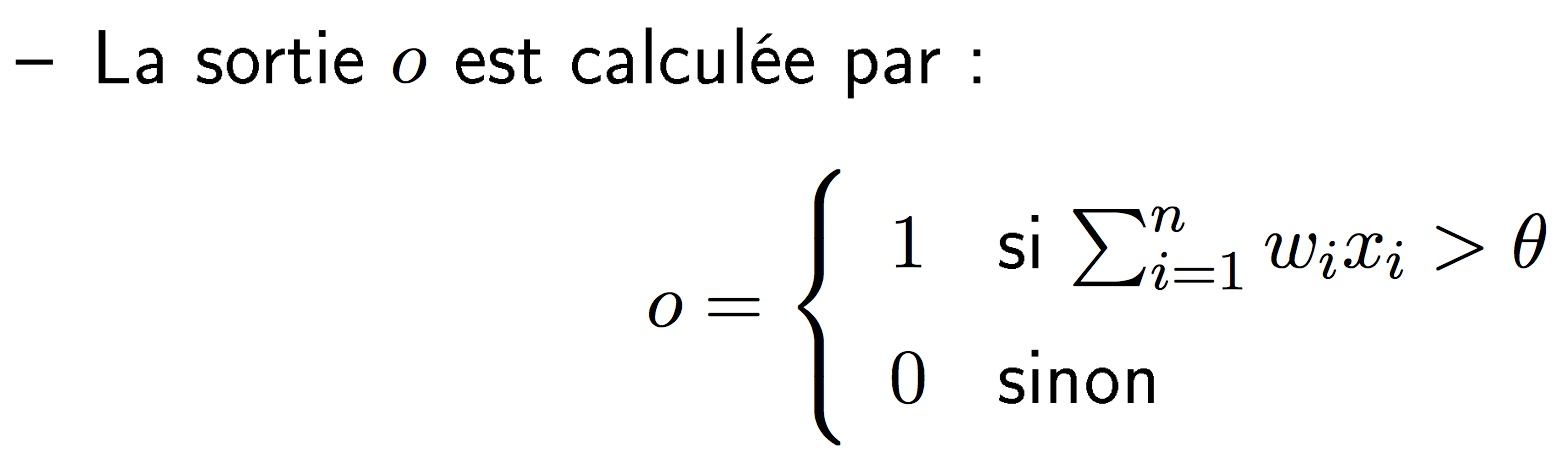 – La sortie o est calculée par :
1 si ∑ⁿᵢ₌₁ wᵢxᵢ > θ
o = {
0 sinon